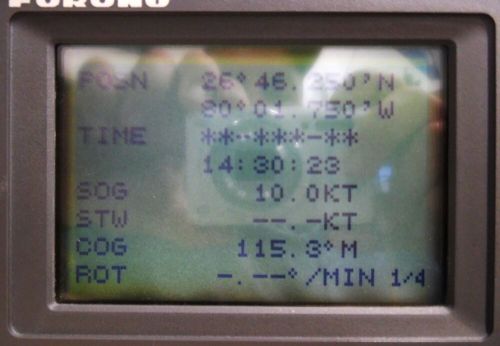 FURUNO
POSN 26°46.250'N
80°01.750'W
TIME **-***-**
14:30:23
SOG 10.0KT
STW --.-KT
COG 115.3°M
ROT -.--°/MIN 1/4